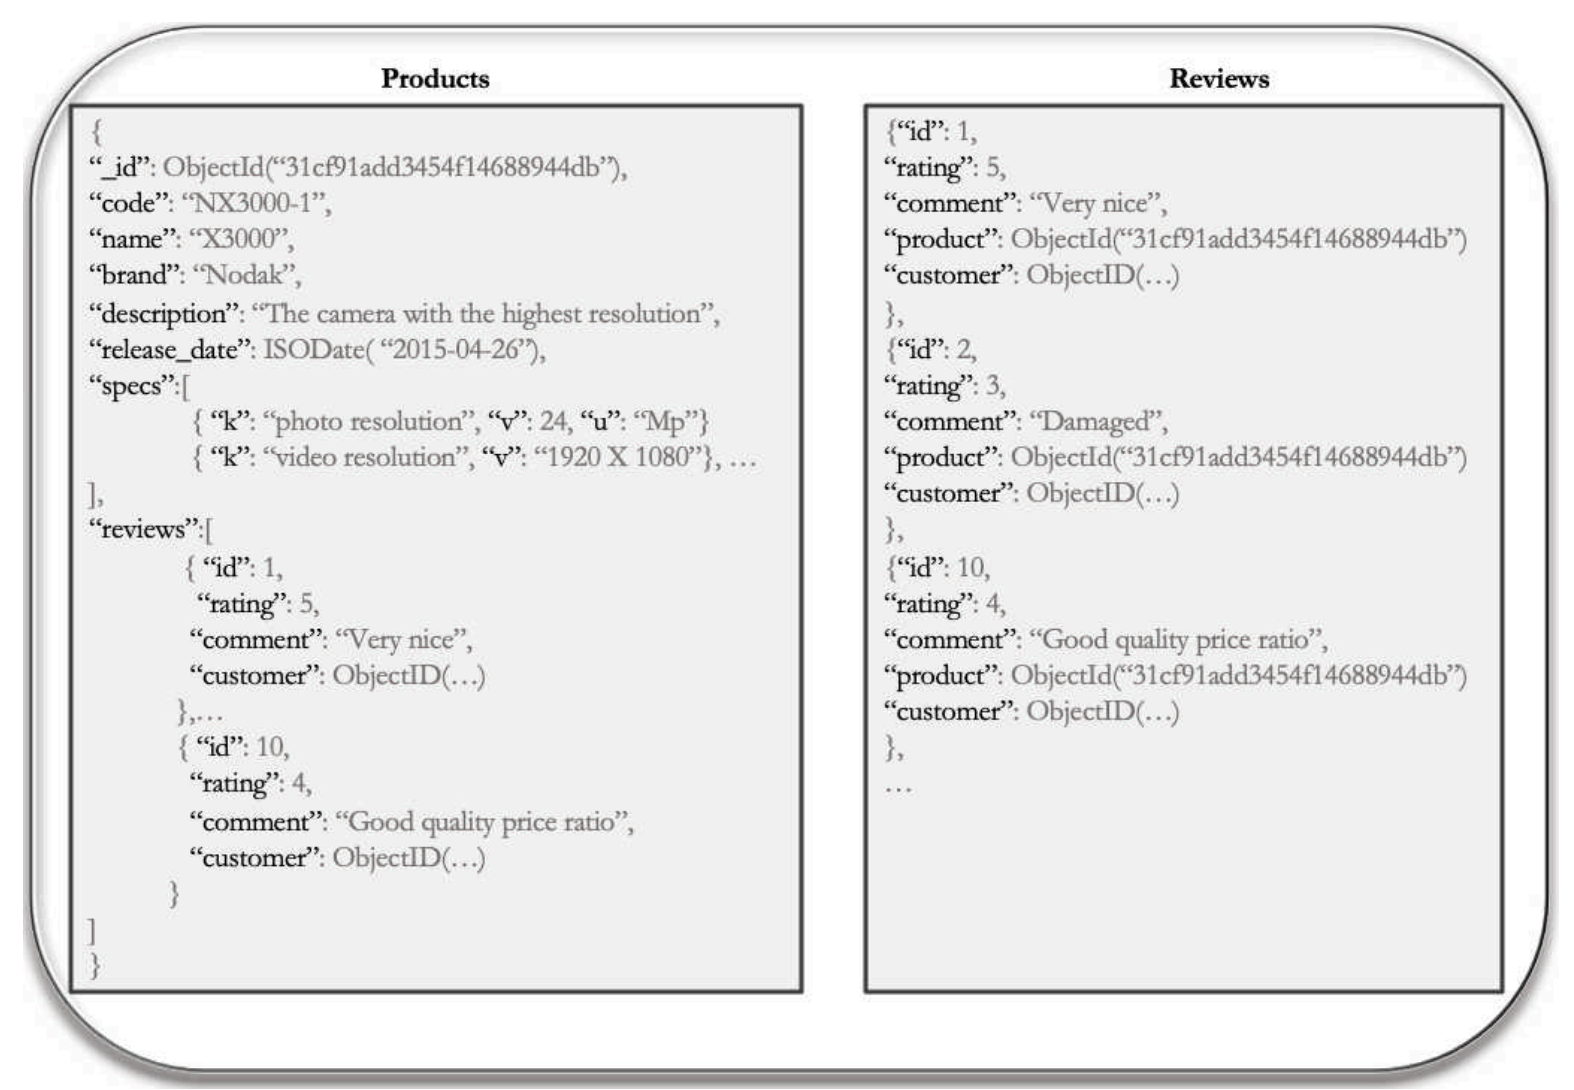 Products
{
“_id”: ObjectId(“31cf91add3454f14688944db”),
“code”: “NX3000-1”,
“name”: “X3000”,
“brand”: “Nodak”,
“description”: “The camera with the highest resolution”,
“release_date”: ISODate( “2015-04-26”),
“specs”:[
{ “k”: “photo resolution”, “v”: 24, “u”: “Mp”}
{ “k”: “video resolution”, “v”: “1920 X 1080”}, …
],
“reviews”:[
{ “id”: 1,
“rating”: 5,
“comment”: “Very nice”,
“customer”: ObjectID(…)
},…
{ “id”: 10,
“rating”: 4,
“comment”: “Good quality price ratio”,
“customer”: ObjectID(…)
}
]
}
Reviews
{“id”: 1,
“rating”: 5,
“comment”: “Very nice”,
“product”: ObjectId(“31cf91add3454f14688944db”)
“customer”: ObjectID(…)
},
{“id”: 2,
“rating”: 3,
“comment”: “Damaged”,
“product”: ObjectId(“31cf91add3454f14688944db”)
“customer”: ObjectID(…)
},
{“id”: 10,
“rating”: 4,
“comment”: “Good quality price ratio”,
“product”: ObjectId(“31cf91add3454f14688944db”)
“customer”: ObjectID(…)
},
…